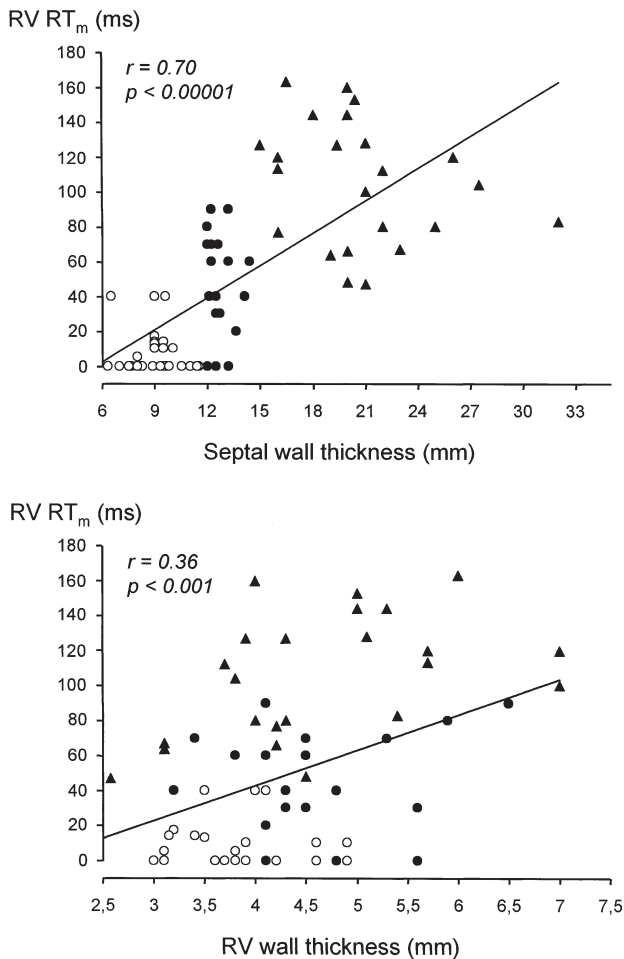 RV RTm (ms)
r = 0.70
p < 0.00001
180
160
140
120
100
80
60
40
20
0
6 9 12 15 18 21 24 27 30 33
Septal wall thickness (mm)
RV RTm (ms)
r = 0.36
p < 0.001
180
160
140
120
100
80
60
40
20
0
2,5 3 3,5 4 4,5 5 5,5 6 6,5 7 7,5
RV wall thickness (mm)